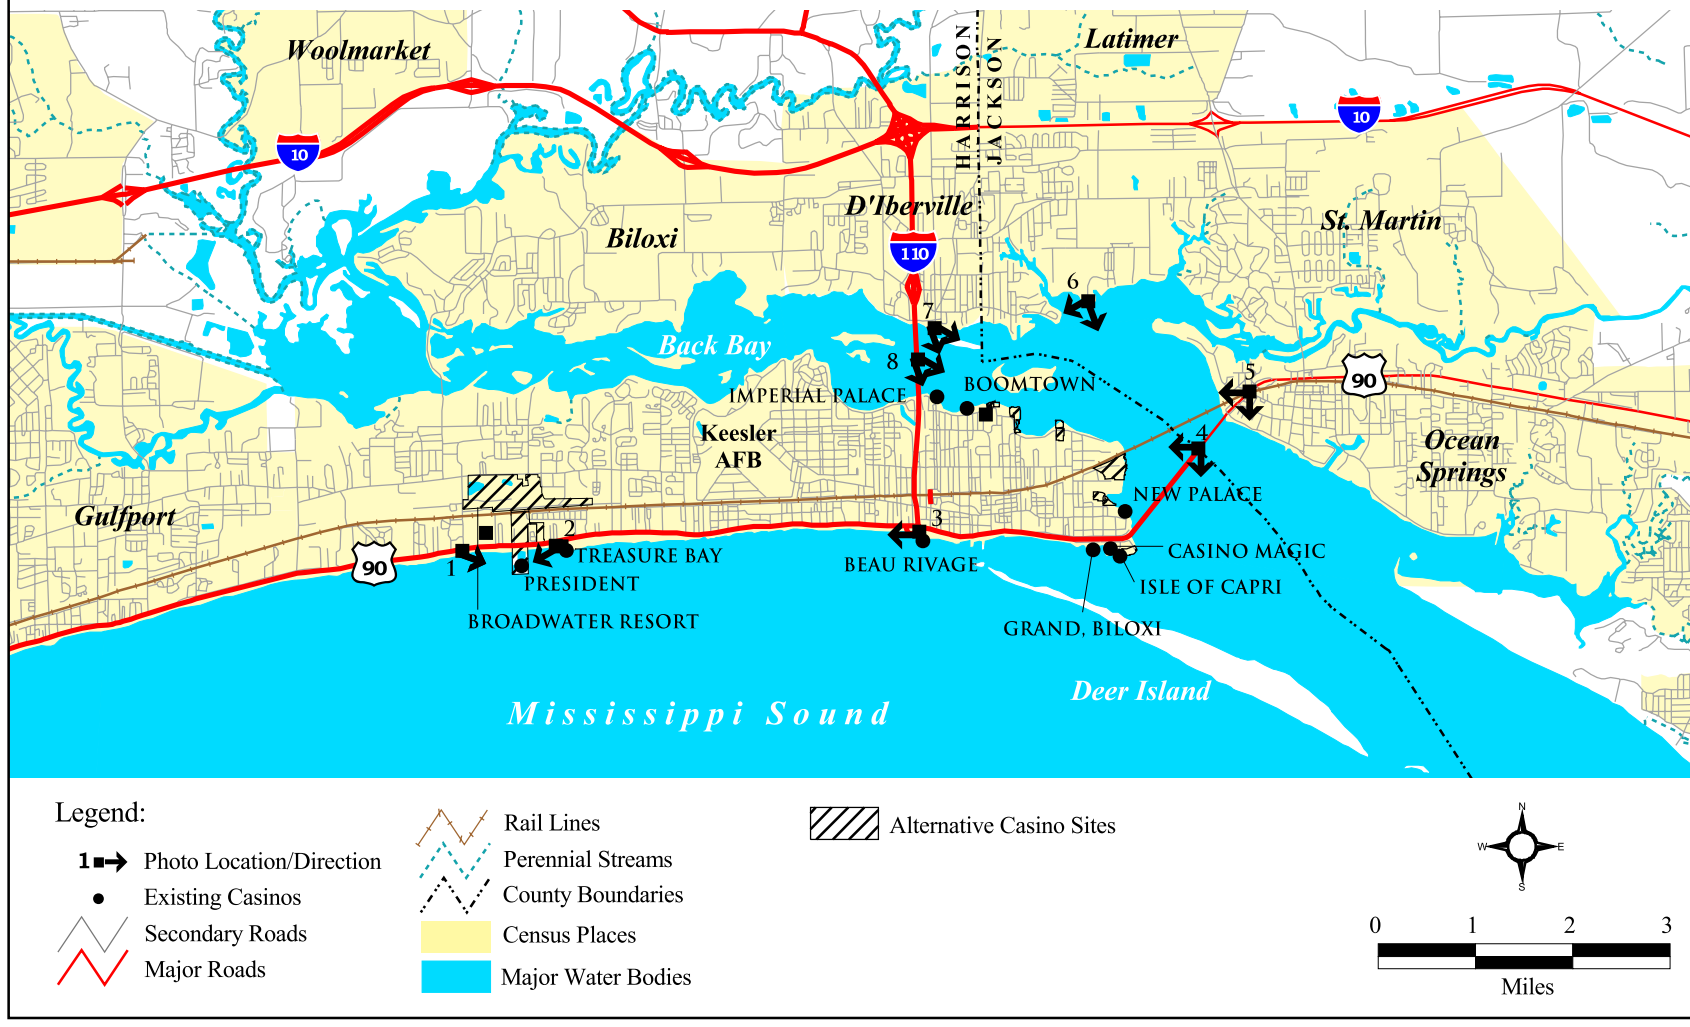 Woolmarket
HARRISON
JACKSON
Latimer
10
10
D'Iberville
St. Martin
Biloxi
110
6
7
Back Bay
8
5
90
IMPERIAL PALACE
BOOMTOWN
Keesler
AFB
4
Ocean
Springs
NEW PALACE
Gulfport
2
3
TREASURE BAY
CASINO MAGIC
90
1
PRESIDENT
BEAU RIVAGE
ISLE OF CAPRI
BROADWATER RESORT
GRAND, BILOXI
Deer Island
Mississippi Sound
Legend:
1 Photo Location/Direction
Existing Casinos
Secondary Roads
Major Roads
Rail Lines
Perennial Streams
County Boundaries
Census Places
Major Water Bodies
Alternative Casino Sites
N
W E
S
0 1 2 3
Miles